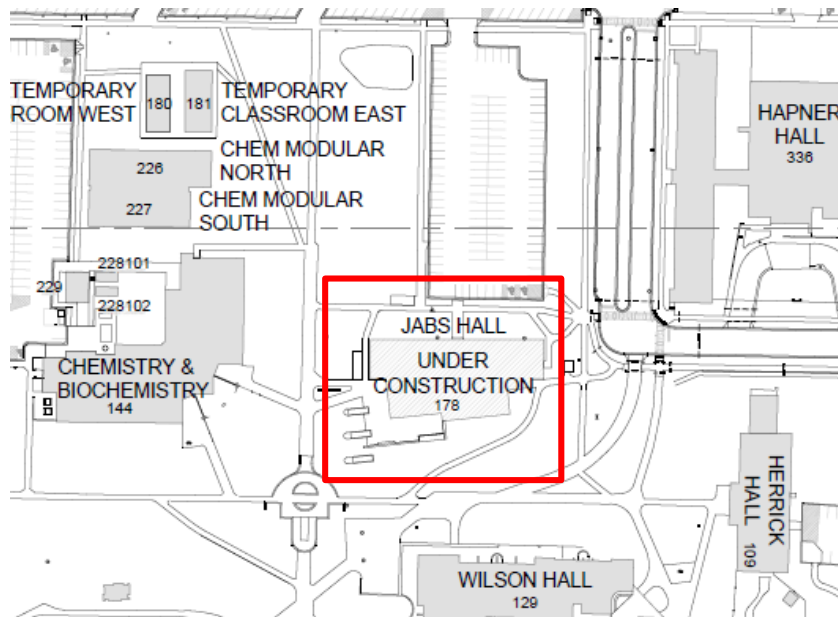 TEMPORARY
ROOM WEST
180
181
TEMPORARY
CLASSROOM EAST
HAPNER
HALL
336
226
CHEM MODULAR
NORTH
227
CHEM MODULAR
SOUTH
228101
229
228102
JABS HALL
UNDER
CONSTRUCTION
178
CHEMISTRY &
BIOCHEMISTRY
144
HERRICK
HALL 109
WILSON HALL
129